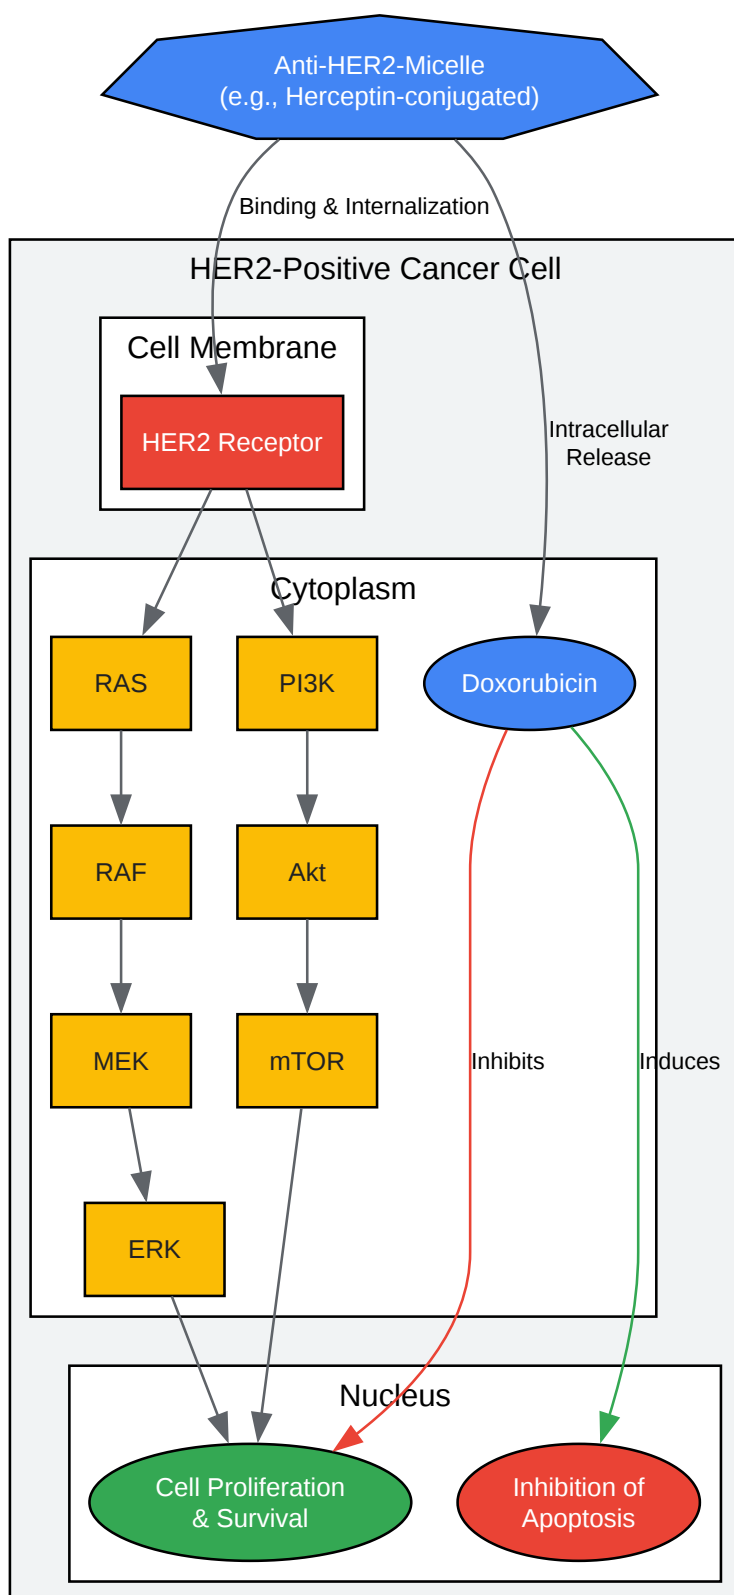 Anti-HER2-Micelle
(e.g., Herceptin-conjugated)
Binding & Internalization
HER2-Positive Cancer Cell
Cell Membrane
HER2 Receptor
Intracellular
Release
Cytoplasm
RAS
PI3K
Doxorubicin
RAF
Akt
MEK
mTOR
Inhibits
Induces
ERK
Nucleus
Cell Proliferation
& Survival
Inhibition of
Apoptosis